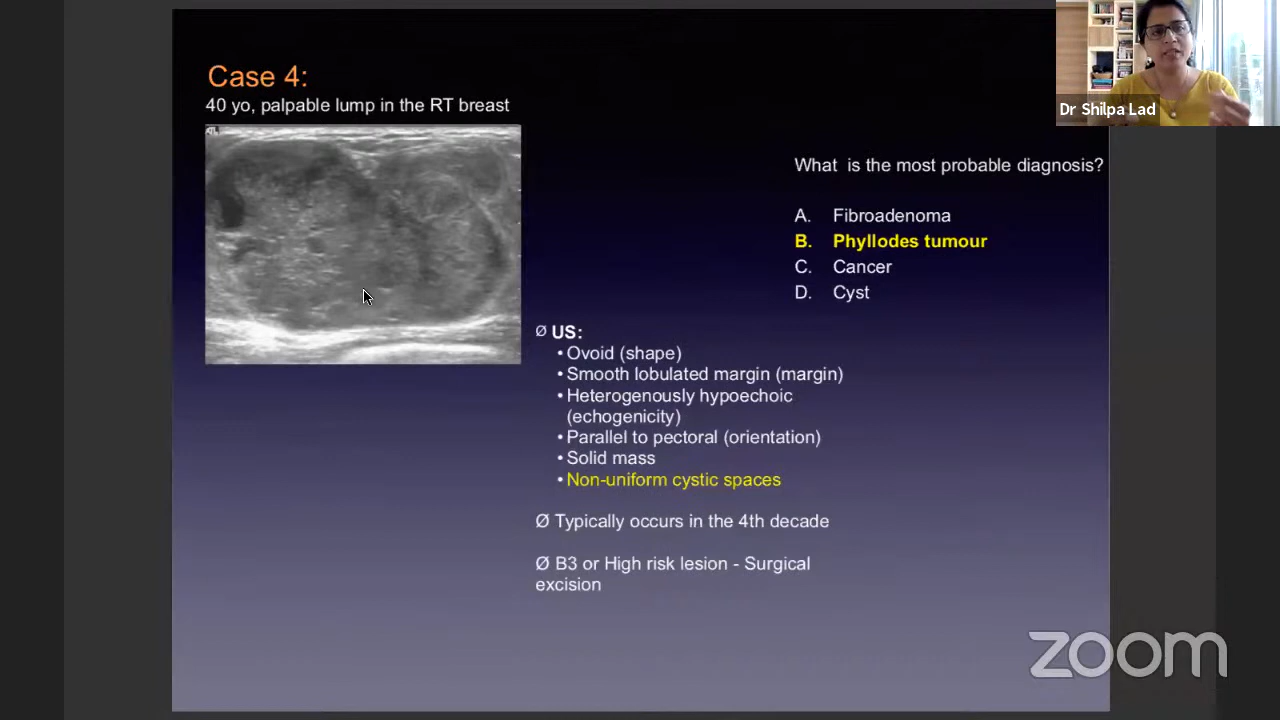 Case 4:
40 yo, palpable lump in the RT breast
Dr Shilpa Lad
What is the most probable diagnosis?
A. Fibroadenoma
B. Phyllodes tumour
C. Cancer
D. Cyst
Ø US:
• Ovoid (shape)
• Smooth lobulated margin (margin)
• Heterogenously hypoechoic
(echogenicity)
• Parallel to pectoral (orientation)
• Solid mass
• Non-uniform cystic spaces
Ø Typically occurs in the 4th decade
Ø B3 or High risk lesion - Surgical
excision
zoom